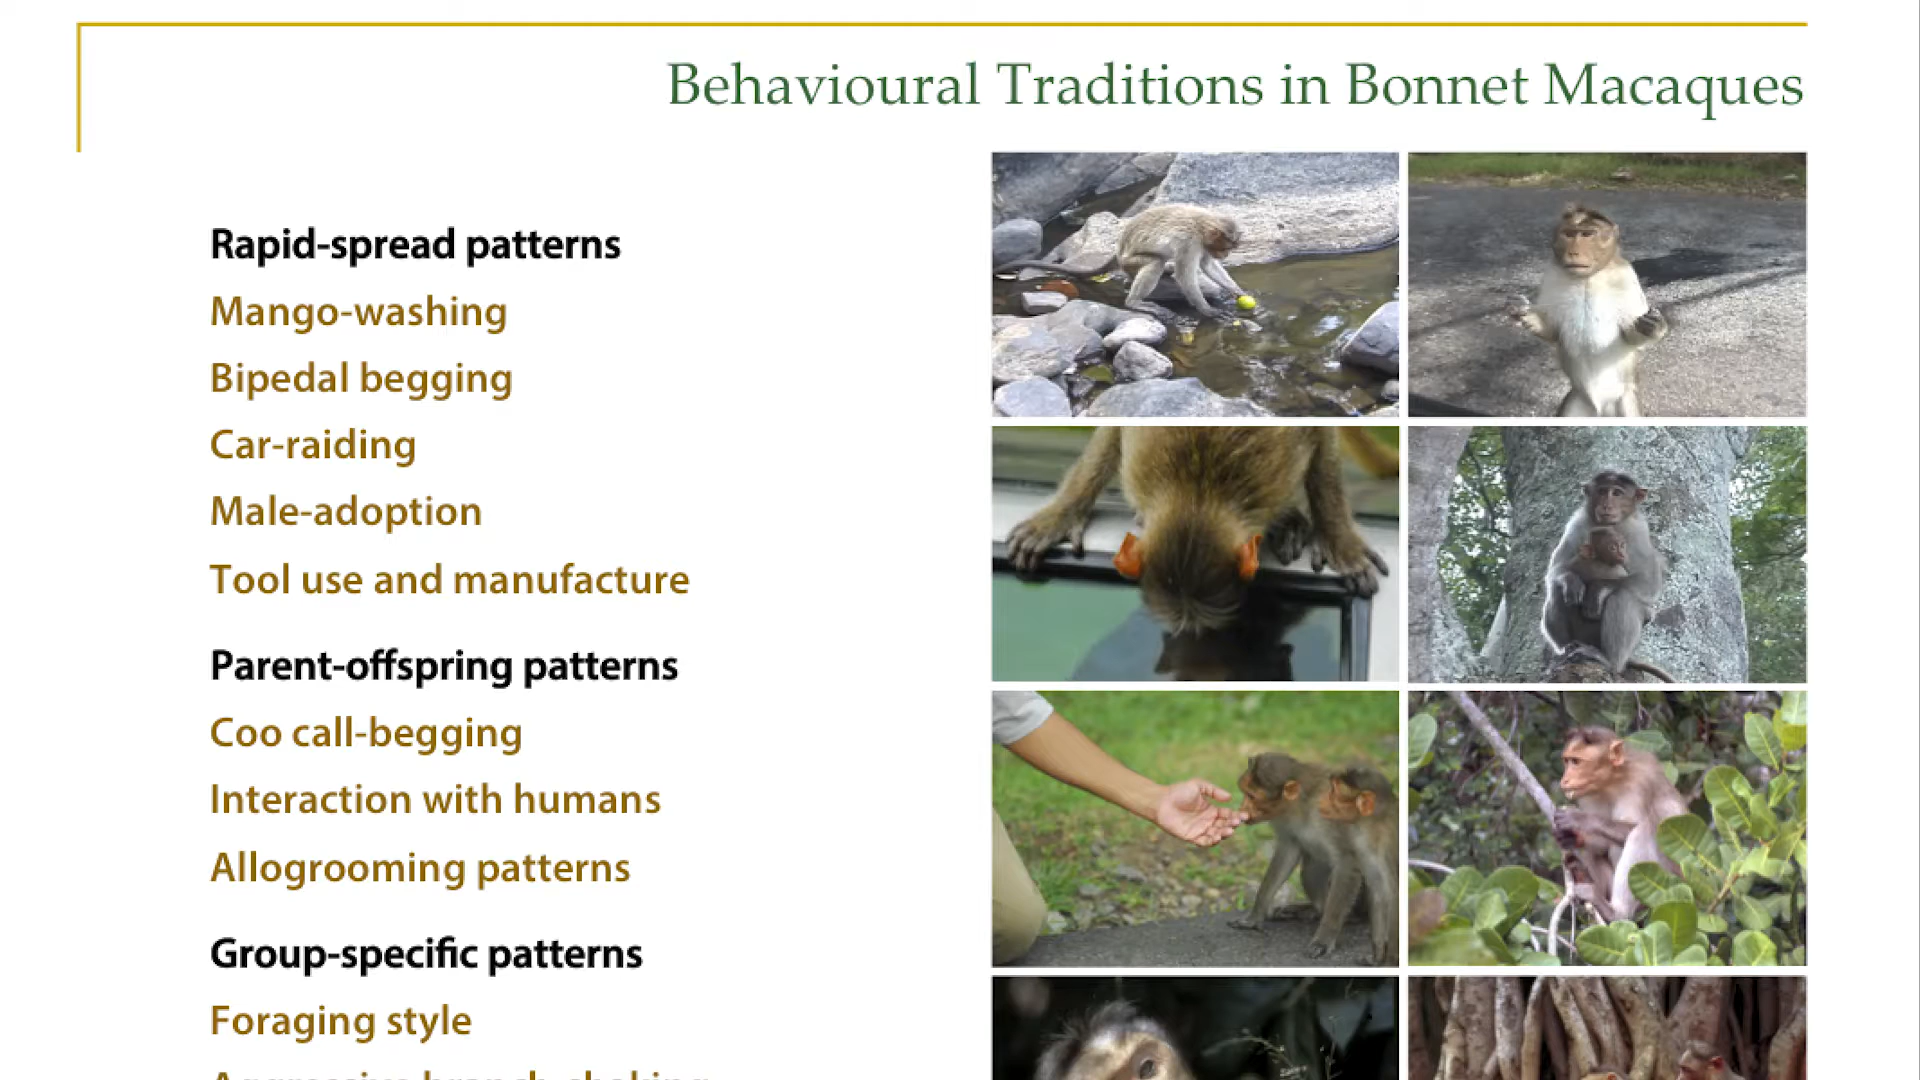 Behavioural Traditions in Bonnet Macaques
Rapid-spread patterns
Mango-washing
Bipedal begging
Car-raiding
Male-adoption
Tool use and manufacture
Parent-offspring patterns
Coo call-begging
Interaction with humans
Allogrooming patterns
Group-specific patterns
Foraging style